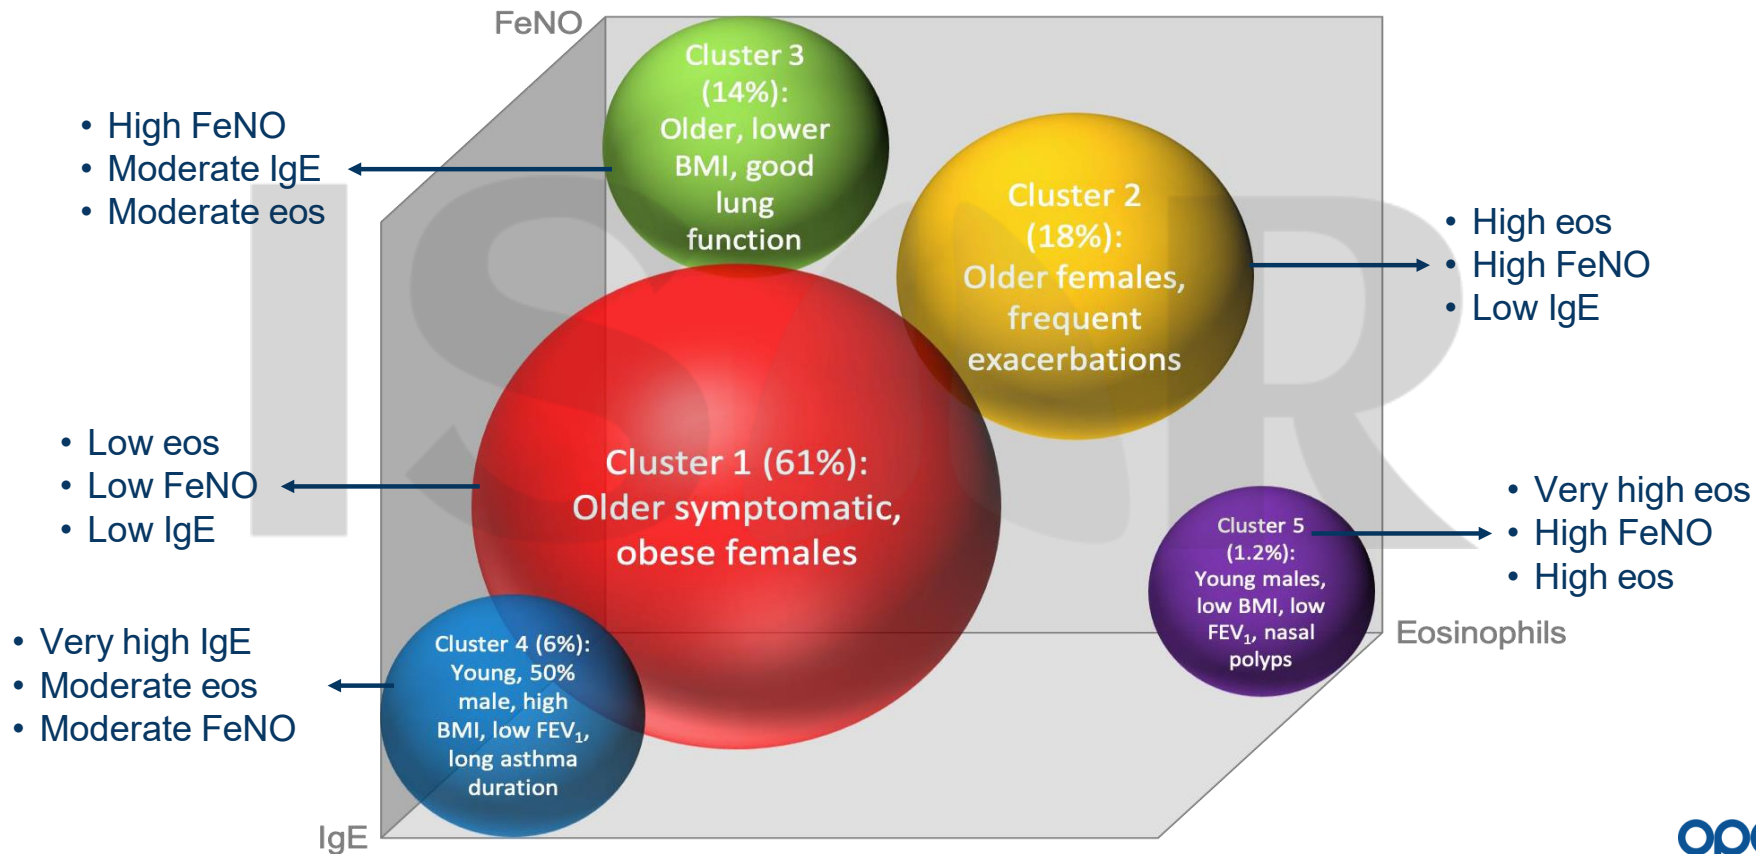 FeNO
Cluster 3
(14%):
Older, lower
BMI, good
lung
function
• High FeNO
• Moderate IgE
• Moderate eos
Cluster 2
(18%):
Older females,
frequent
exacerbations
• High eos
• High FeNO
• Low IgE
• Low eos
• Low FeNO
• Low IgE
Cluster 1 (61%):
Older symptomatic,
obese females
Cluster 5
(1.2%):
Young males,
low BMI, low
FEV₁, nasal
polyps
• Very high eos
• High FeNO
• High eos
Eosinophils
• Very high IgE
• Moderate eos
• Moderate FeNO
Cluster 4 (6%):
Young, 50%
male, high
BMI, low FEV₁,
long asthma
duration
IgE